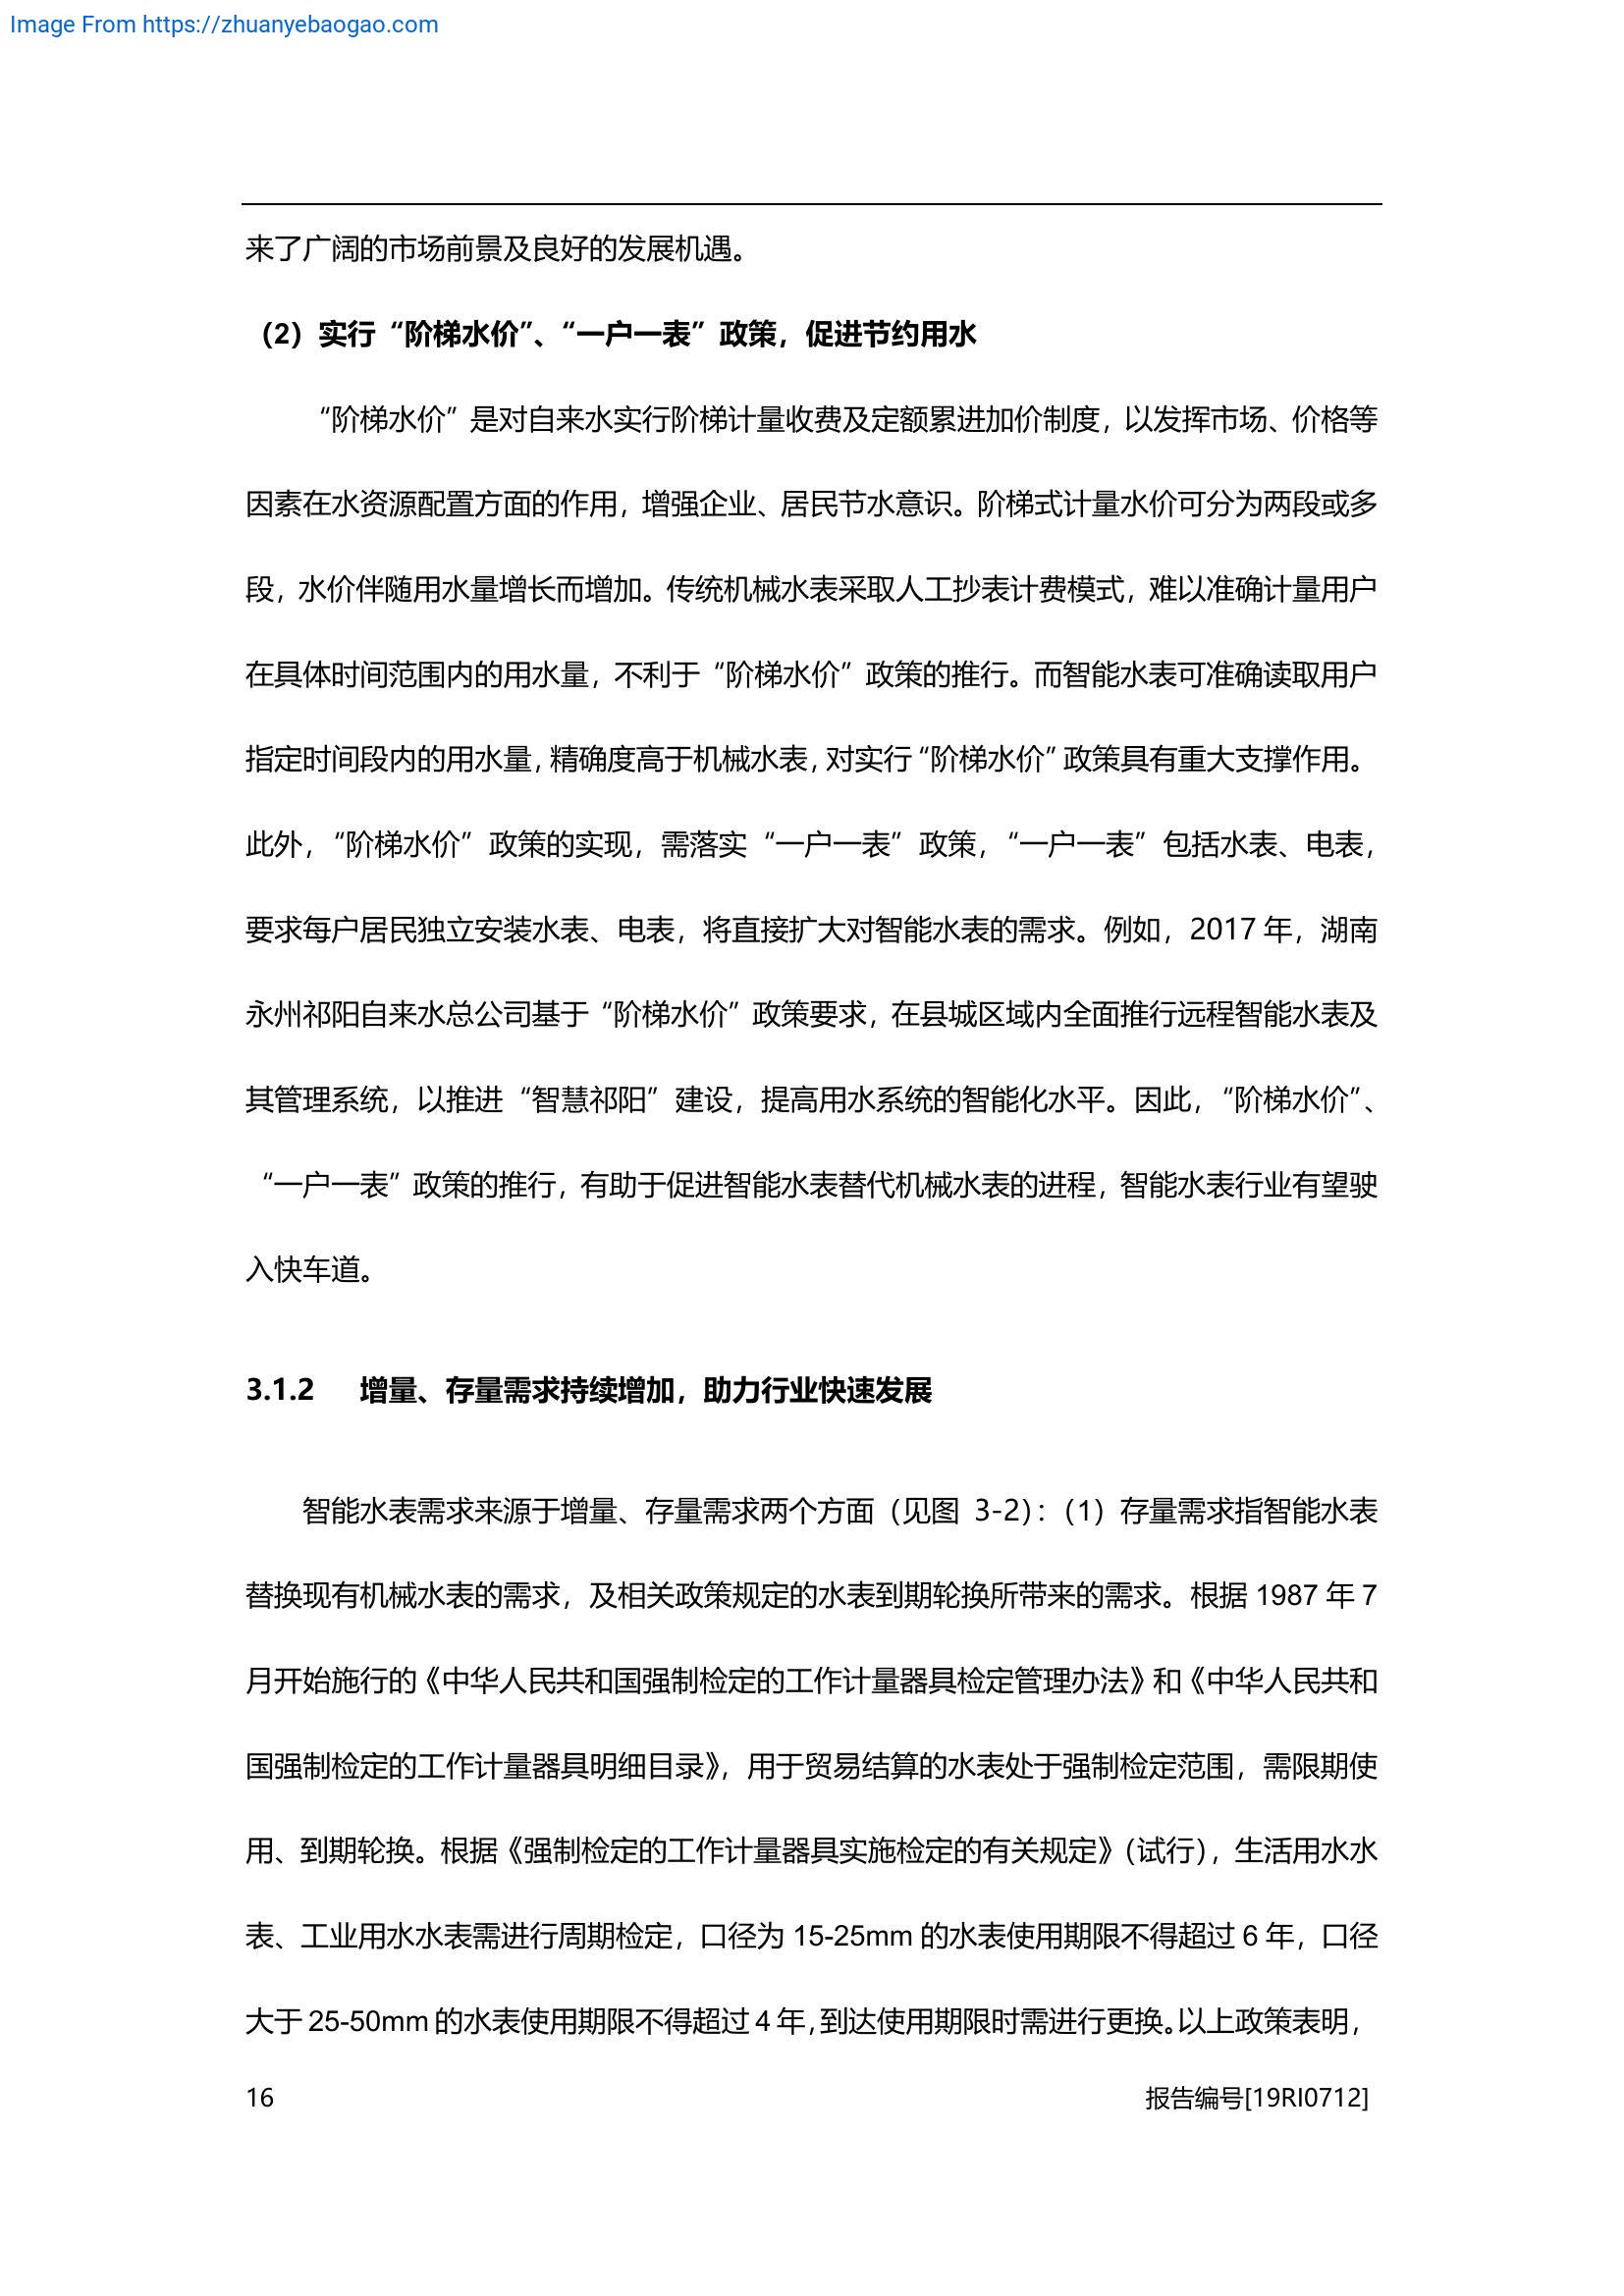 Image From https://zhuanyebaogao.com
来了广阔的市场前景及良好的发展机遇。
（2）实行“阶梯水价”、“一户一表”政策，促进节约用水
“阶梯水价”是对自来水实行阶梯计量收费及定额累进加价制度，以发挥市场、价格等
因素在水资源配置方面的作用，增强企业、居民节水意识。阶梯式计量水价可分为两段或多
段，水价伴随用水量增长而增加。传统机械水表采取人工抄表计费模式，难以准确计量用户
在具体时间范围内的用水量，不利于“阶梯水价”政策的推行。而智能水表可准确读取用户
指定时间段内的用水量，精确度高于机械水表，对实行“阶梯水价”政策具有重大支撑作用。
此外，“阶梯水价”政策的实现，需落实“一户一表”政策，“一户一表”包括水表、电表，
要求每户居民独立安装水表、电表，将直接扩大对智能水表的需求。例如，2017 年，湖南
永州祁阳自来水总公司基于“阶梯水价”政策要求，在县城区域内全面推行远程智能水表及
其管理系统，以推进“智慧祁阳”建设，提高用水系统的智能化水平。因此，“阶梯水价”、
“一户一表”政策的推行，有助于促进智能水表替代机械水表的进程，智能水表行业有望驶
入快车道。
3.1.2 增量、存量需求持续增加，助力行业快速发展
智能水表需求来源于增量、存量需求两个方面（见图 3-2）：（1）存量需求指智能水表
替换现有机械水表的需求，及相关政策规定的水表到期轮换所带来的需求。根据 1987 年 7
月开始施行的《中华人民共和国强制检定的工作计量器具检定管理办法》和《中华人民共和
国强制检定的工作计量器具明细目录》，用于贸易结算的水表处于强制检定范围，需限期使
用、到期轮换。根据《强制检定的工作计量器具实施检定的有关规定》（试行），生活用水水
表、工业用水水表需进行周期检定，口径为 15-25mm 的水表使用期限不得超过 6 年，口径
大于 25-50mm 的水表使用期限不得超过 4 年，到达使用期限时需进行更换。以上政策表明，
16 报告编号[19RI0712]